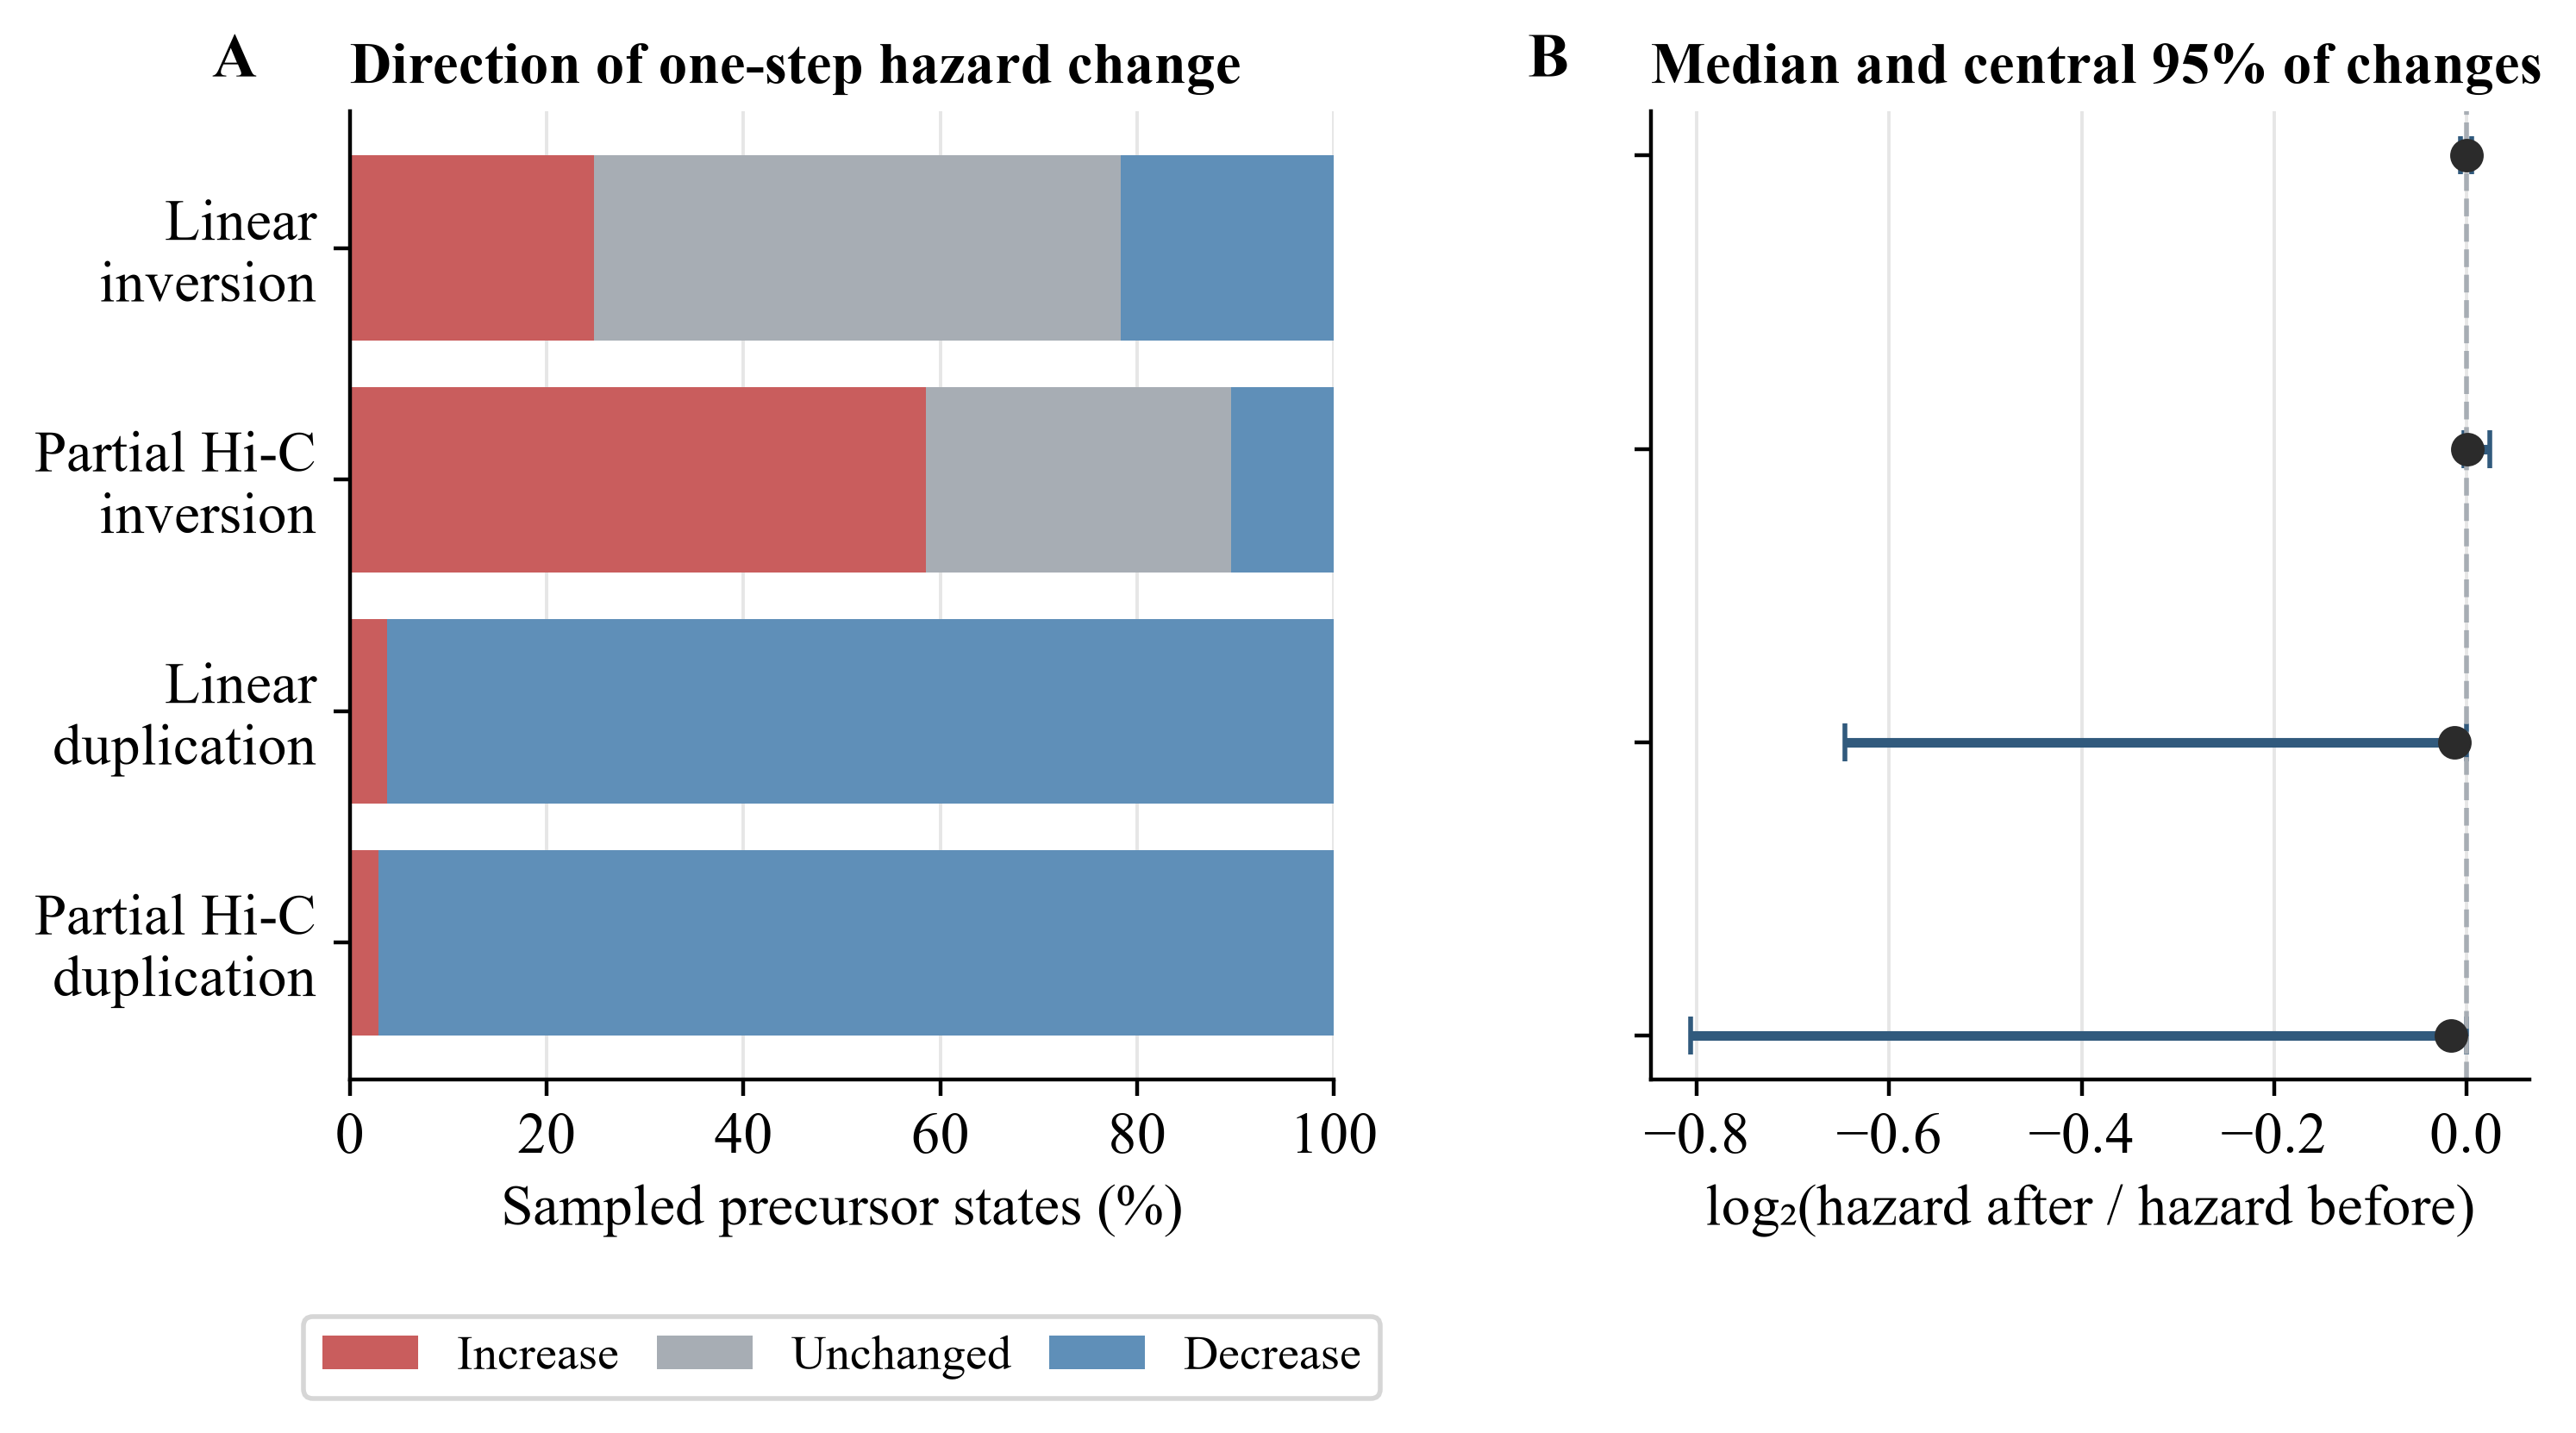 A
Direction of one-step hazard change
Linear
inversion
Partial Hi-C
inversion
Linear
duplication
Partial Hi-C
duplication
0 20 40 60 80 100
Sampled precursor states (%)
Increase Unchanged Decrease
B
Median and central 95% of changes
−0.8 −0.6 −0.4 −0.2 0.0
log₂(hazard after / hazard before)